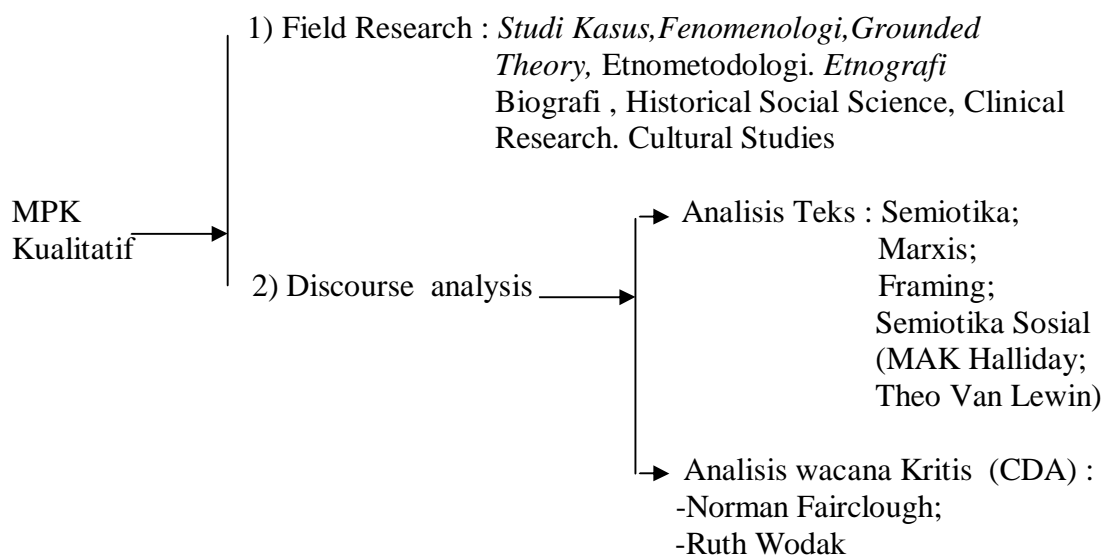 1) Field Research : Studi Kasus,Fenomenologi,Grounded
Theory, Etnometodologi. Etnografi
Biografi , Historical Social Science, Clinical
Research. Cultural Studies
MPK
Kualitatif
2) Discourse analysis
Analisis Teks : Semiotika;
Marxis;
Framing;
Semiotika Sosial
(MAK Halliday;
Theo Van Lewin)
Analisis wacana Kritis (CDA) :
-Norman Fairclough;
-Ruth Wodak